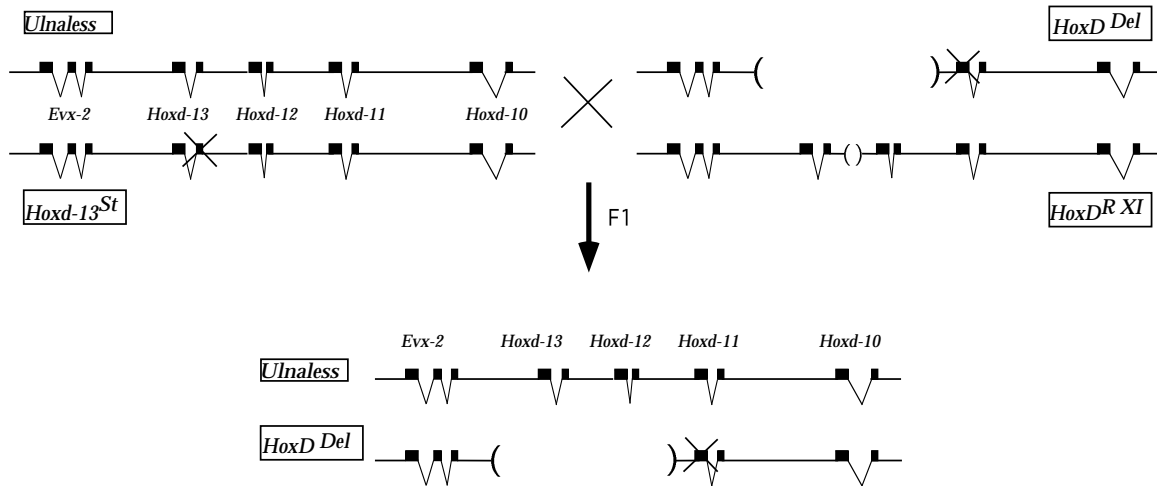 Ulnaless
HoxD Del
Evx-2 Hoxd-13 Hoxd-12 Hoxd-11 Hoxd-10
Hoxd-13St
HoxDR XI
F1
Evx-2 Hoxd-13 Hoxd-12 Hoxd-11 Hoxd-10
Ulnaless
HoxD Del